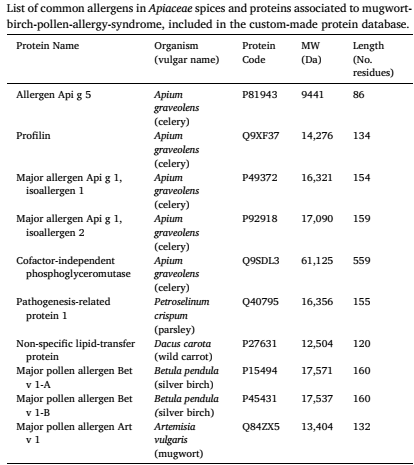 List of common allergens in Apiaceae spices and proteins associated to mugwort-
birch-pollen-allergy-syndrome, included in the custom-made protein database.
Protein Name Organism Protein MW Length
(vulgar name) Code (Da) (No.
residues)
Allergen Api g 5 Apium P81943 9441 86
graveolens
(celery)
Profilin Apium Q9XF37 14,276 134
graveolens
(celery)
Major allergen Api g 1, Apium P49372 16,321 154
isoallergen 1 graveolens
(celery)
Major allergen Api g 1, Apium P92918 17,090 159
isoallergen 2 graveolens
(celery)
Cofactor-independent Apium Q9SDL3 61,125 559
phosphoglyceromutase graveolens
(celery)
Pathogenesis-related Petroselinum Q40795 16,356 155
protein 1 crispum
(parsley)
Non-specific lipid-transfer Dacus carota P27631 12,504 120
protein (wild carrot)
Major pollen allergen Bet Betula pendula P15494 17,571 160
v 1-A (silver birch)
Major pollen allergen Bet Betula pendula P45431 17,537 160
v 1-B (silver birch)
Major pollen allergen Art Artemisia Q84ZX5 13,404 132
v 1 vulgaris
(mugwort)